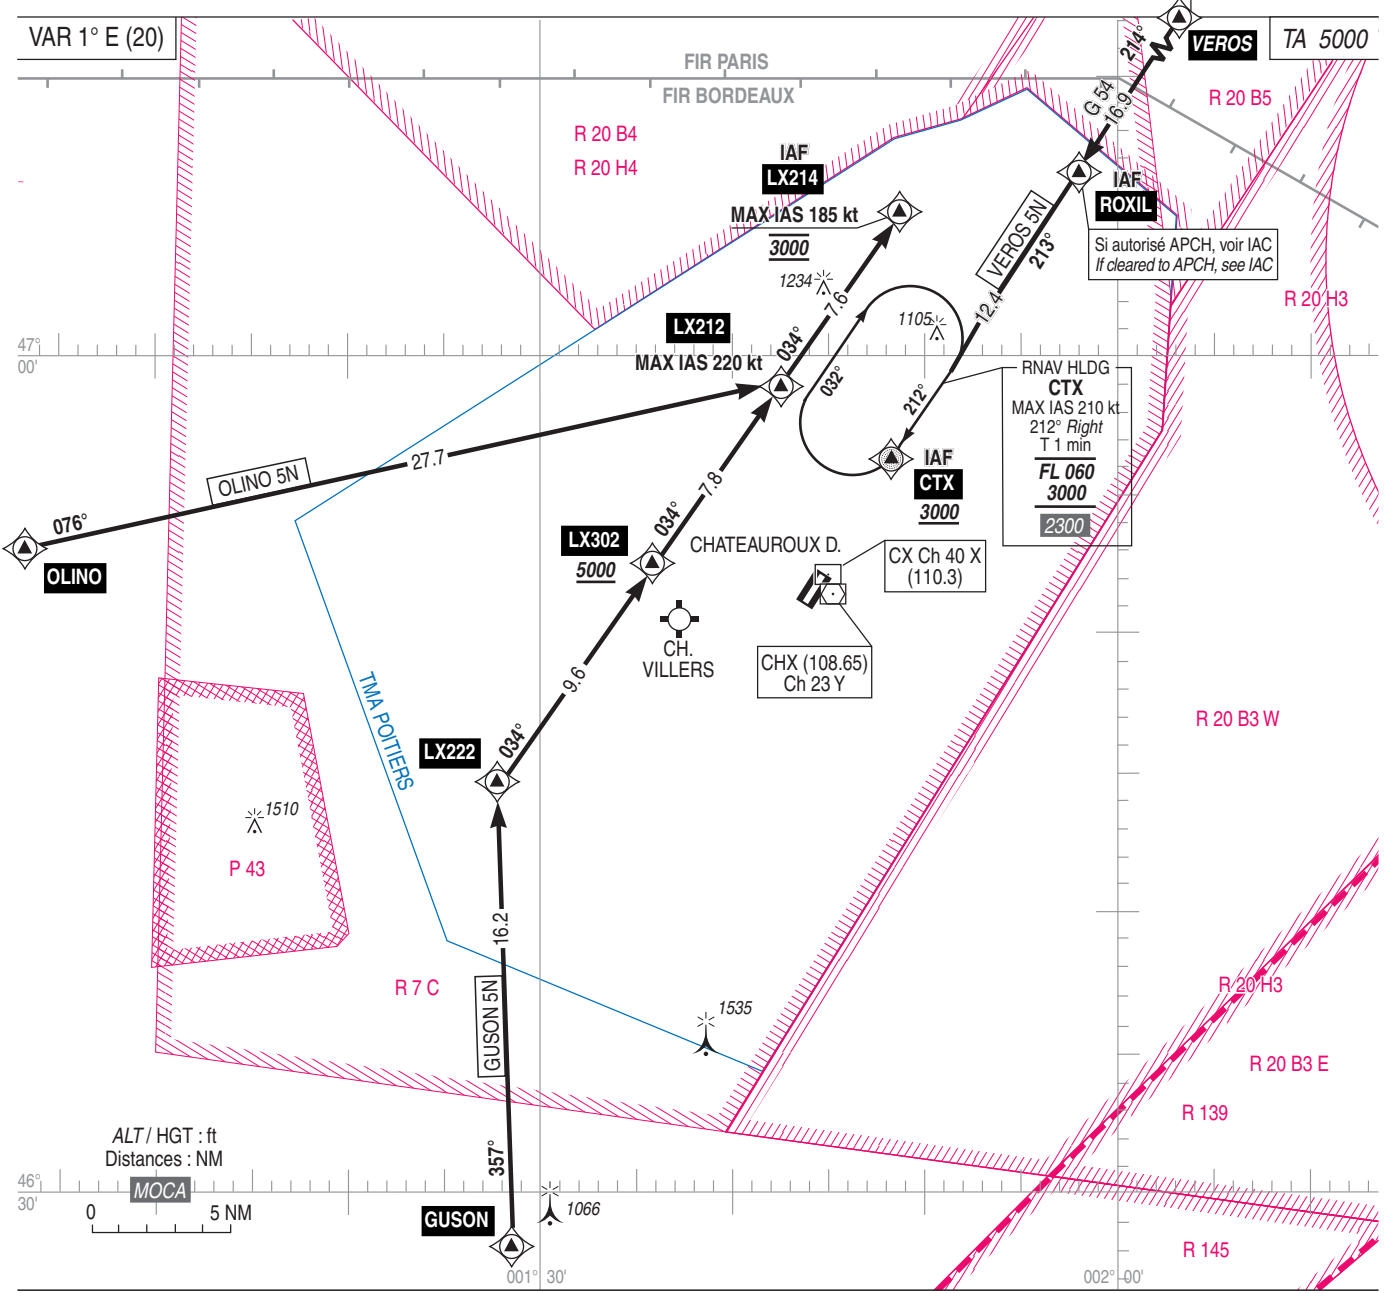 VAR 1° E (20)
VEROS
TA 5000
214°
FIR PARIS
FIR BORDEAUX
G 54
16.9
R 20 B5
R 20 B4
R 20 H4
IAF
LX214
MAX IAS 185 kt
3000
IAF
ROXIL
VEROS 5N
213°
Si autorisé APCH, voir IAC
If cleared to APCH, see IAC
1234
7.6
12.4
R 20 H3
1105
LX212
MAX IAS 220 kt
034°
47°
00'
032°
212°
RNAV HLDG
CTX
MAX IAS 210 kt
212° Right
T 1 min
FL 060
3000
2300
OLINO 5N
27.7
IAF
CTX
3000
7.8
076°
OLINO
034°
LX302
5000
CHATEAUROUX D.
CX Ch 40 X
(110.3)
CH.
VILLERS
CHX (108.65)
Ch 23 Y
9.6
TMA POITIERS
R 20 B3 W
LX222
034°
1510
P 43
16.2
R 7 C
GUSON 5N
1535
R 20 H3
R 20 B3 E
R 139
ALT / HGT : ft
Distances : NM
MOCA
0 5 NM
357°
46°
30'
GUSON
1066
R 145
001° 30'
002° 00'